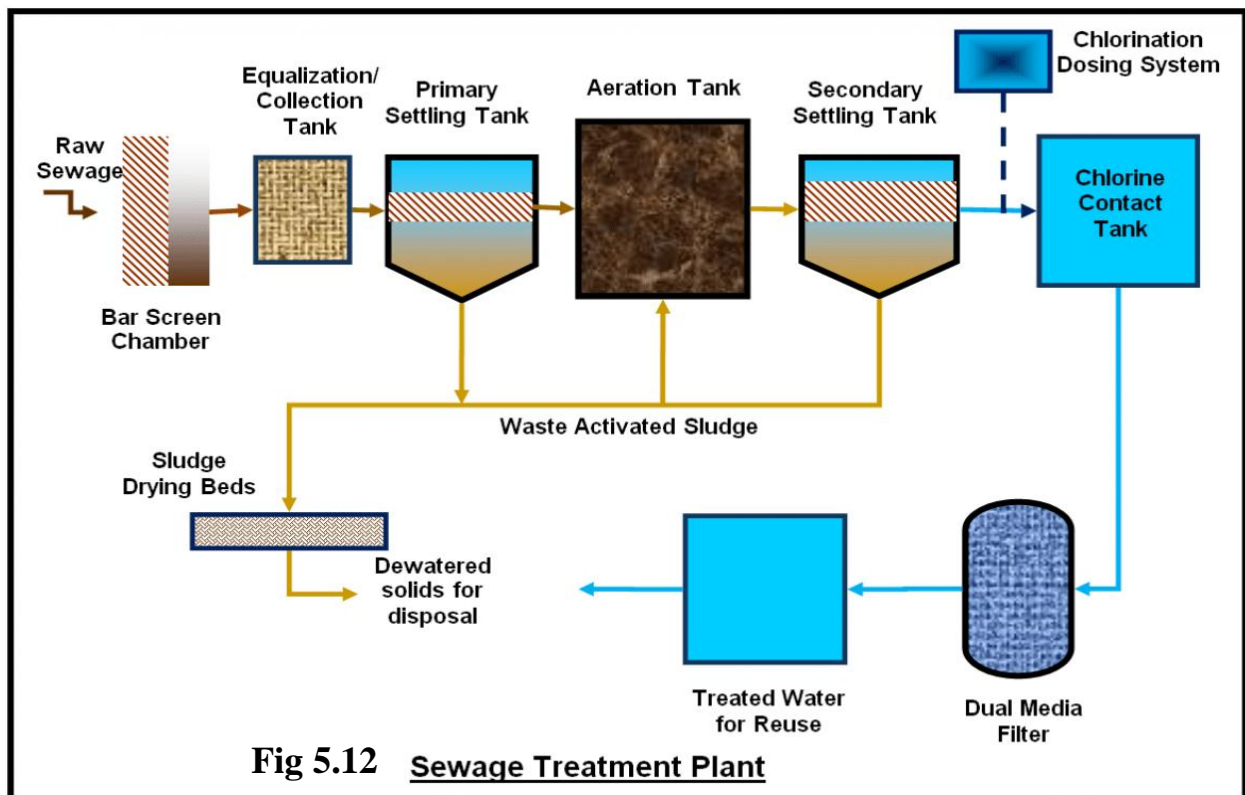 Raw
Sewage
Bar Screen
Chamber
Equalization/
Collection
Tank
Primary
Settling Tank
Aeration Tank
Secondary
Settling Tank
Chlorination
Dosing System
Chlorine
Contact
Tank
Waste Activated Sludge
Sludge
Drying Beds
Dewatered
solids for
disposal
Treated Water
for Reuse
Dual Media
Filter
Fig 5.12 Sewage Treatment Plant